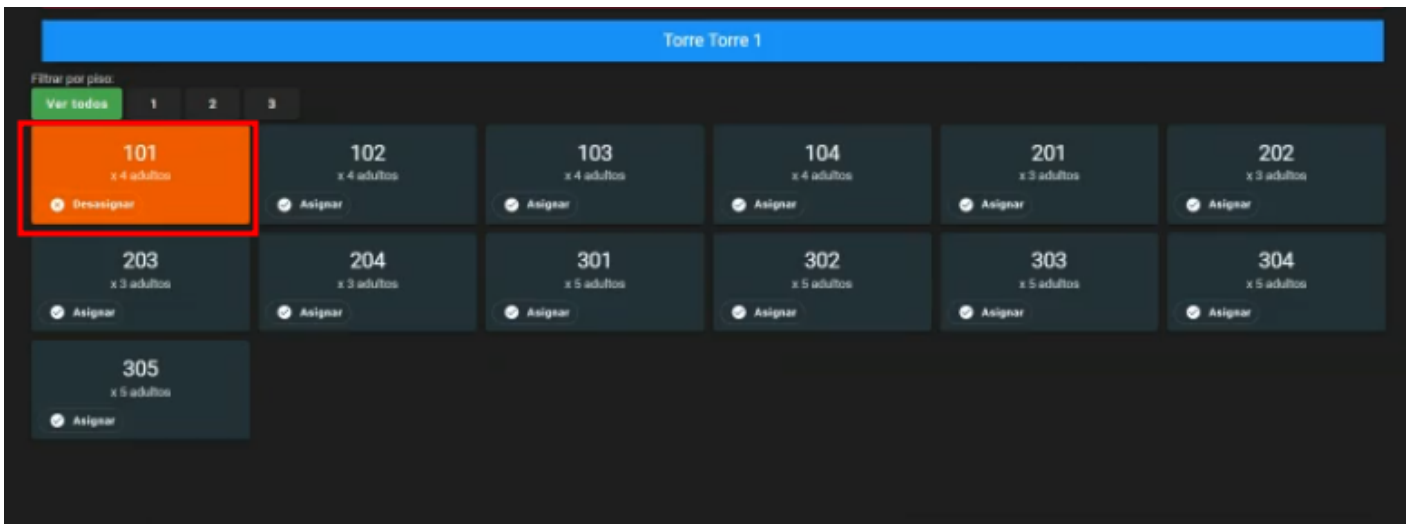 Torre Torre 1
Filtrar por piso:
Ver todos 1 2 3
101 102 103 104 201 202
x 4 adultos x 4 adultos x 4 adultos x 4 adultos x 3 adultos x 3 adultos
Desasignar Asignar Asignar Asignar Asignar Asignar
203 204 301 302 303 304
x 3 adultos x 3 adultos x 5 adultos x 5 adultos x 5 adultos x 5 adultos
Asignar Asignar Asignar Asignar Asignar Asignar
305
x 5 adultos
Asignar